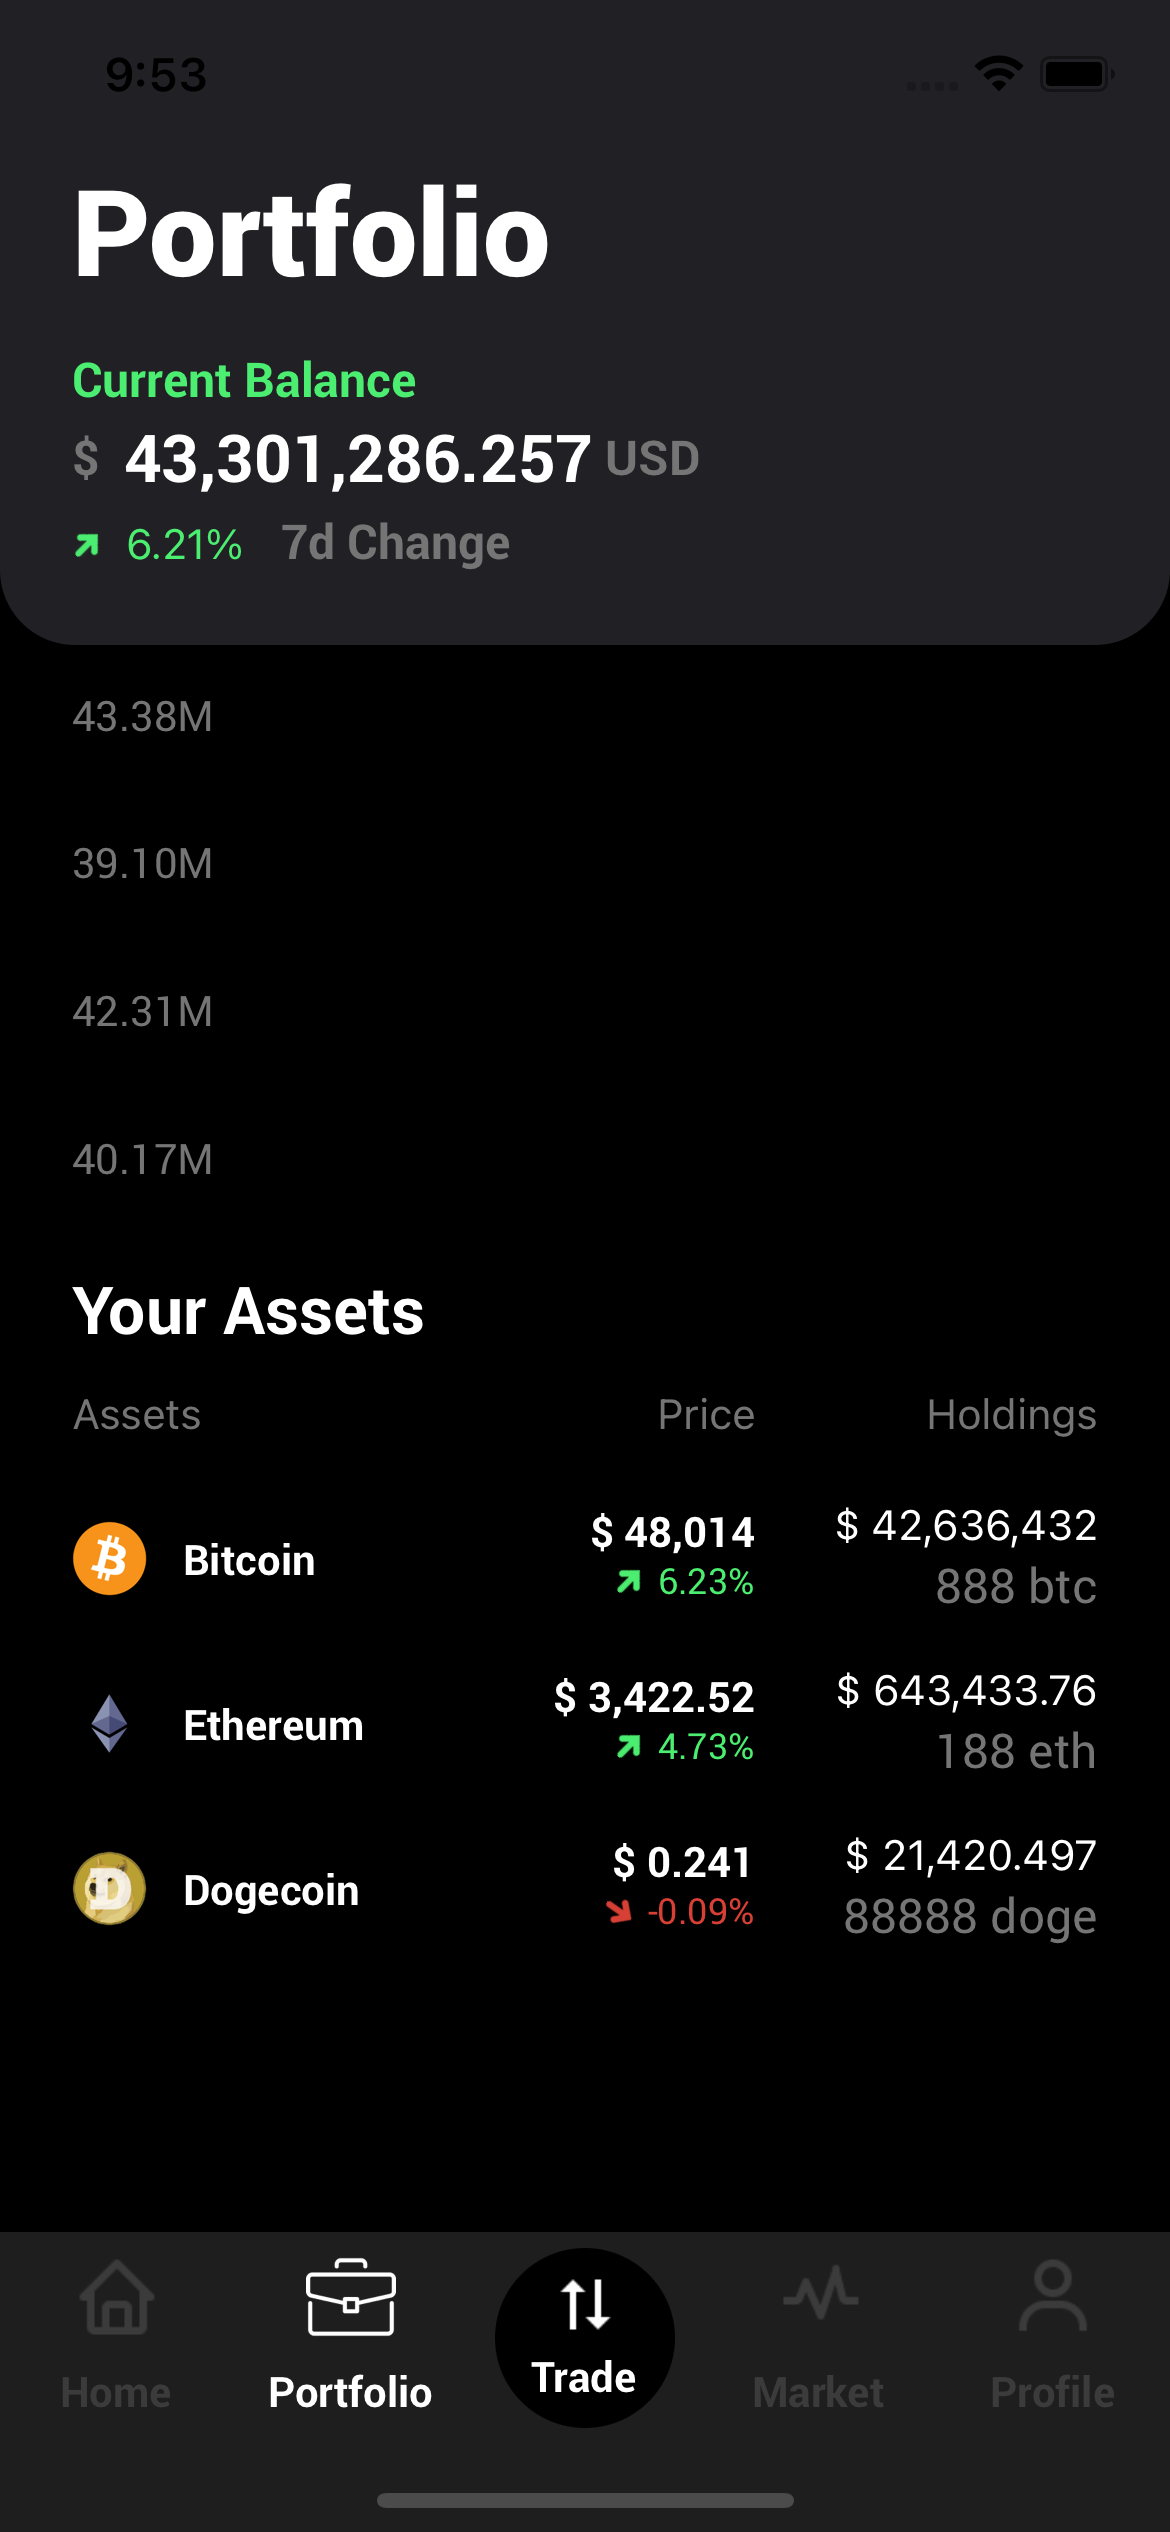 9:53
Portfolio
Current Balance
$ 43,301,286.257 USD
6.21% 7d Change
43.38M
39.10M
42.31M
40.17M
Your Assets
Assets Price Holdings
Bitcoin $ 48,014 $ 42,636,432
6.23% 888 btc
Ethereum $ 3,422.52 $ 643,433.76
4.73% 188 eth
Dogecoin $ 0.241 $ 21,420.497
-0.09% 88888 doge
Home Portfolio Trade Market Profile